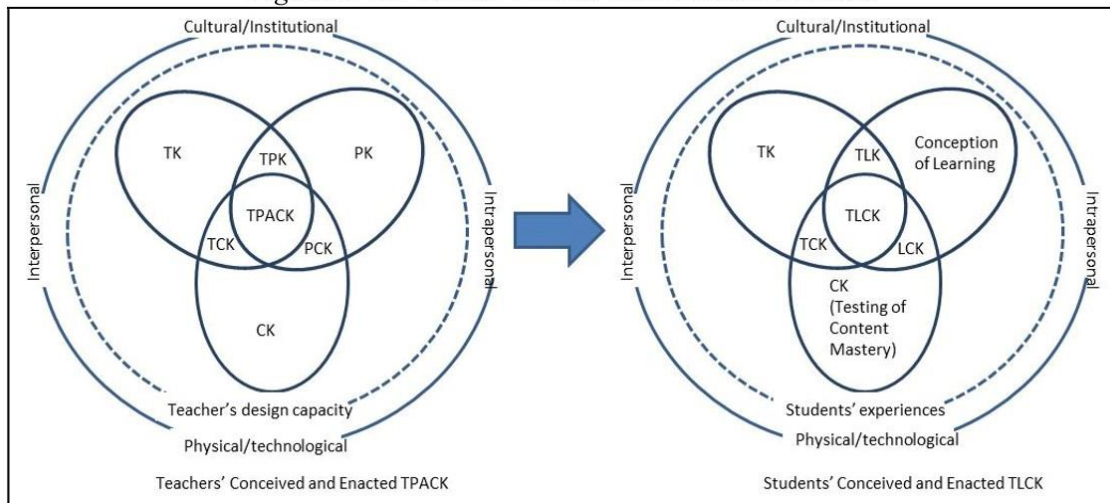 Cultural/Institutional
TK
TPK
PK
TPACK
TCK
PCK
CK
Interpersonal
Intrapersonal
Teacher's design capacity
Physical/technological
Teachers' Conceived and Enacted TPACK
Cultural/Institutional
TK
TLK
Conception
of Learning
TLCK
TCK
LCK
CK
(Testing of
Content
Mastery)
Interpersonal
Intrapersonal
Students' experiences
Physical/technological
Students' Conceived and Enacted TLCK